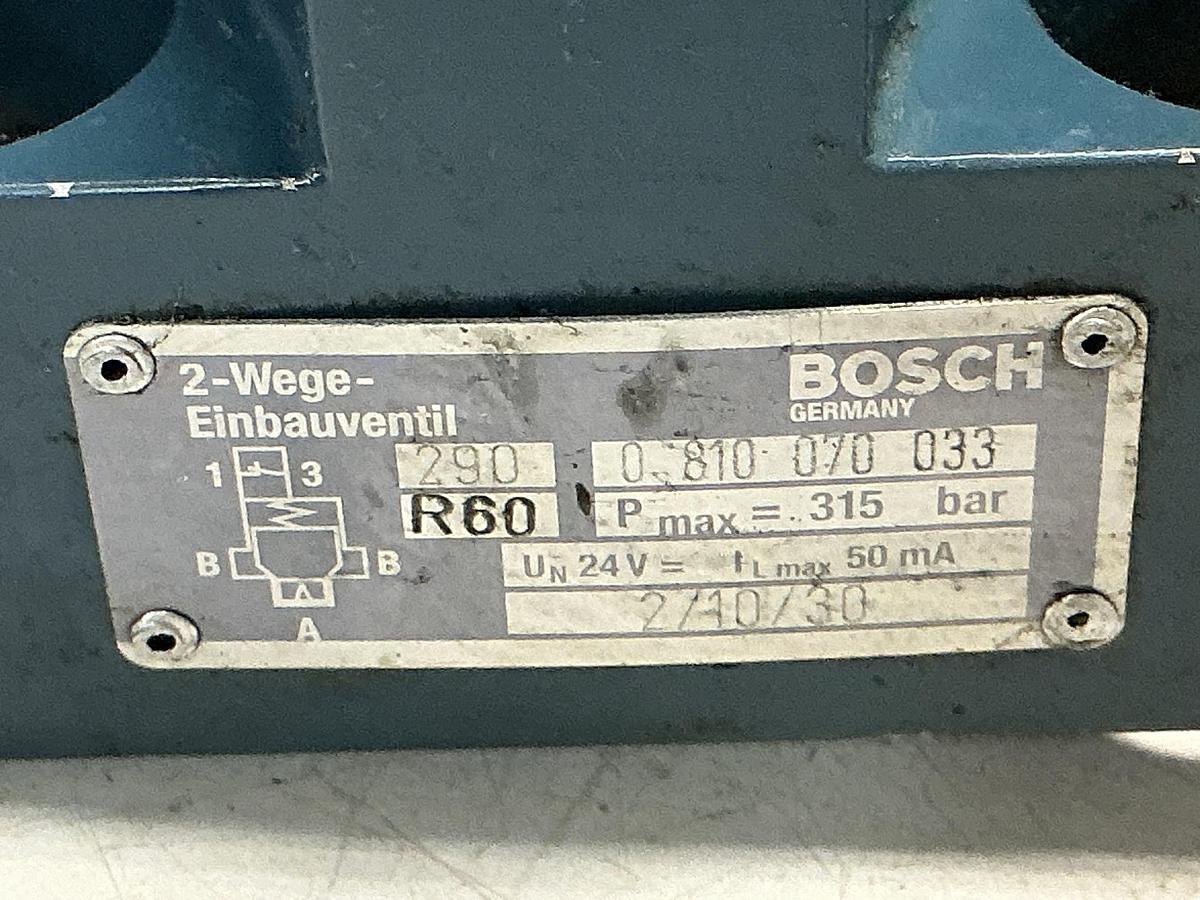 2-Wege-
Einbauventil
BOSCH
GERMANY
1 3
290
0 810 070 033
R60
P max = 315 bar
B B
UN 24 V = IL max 50 mA
A
2/10/30
A